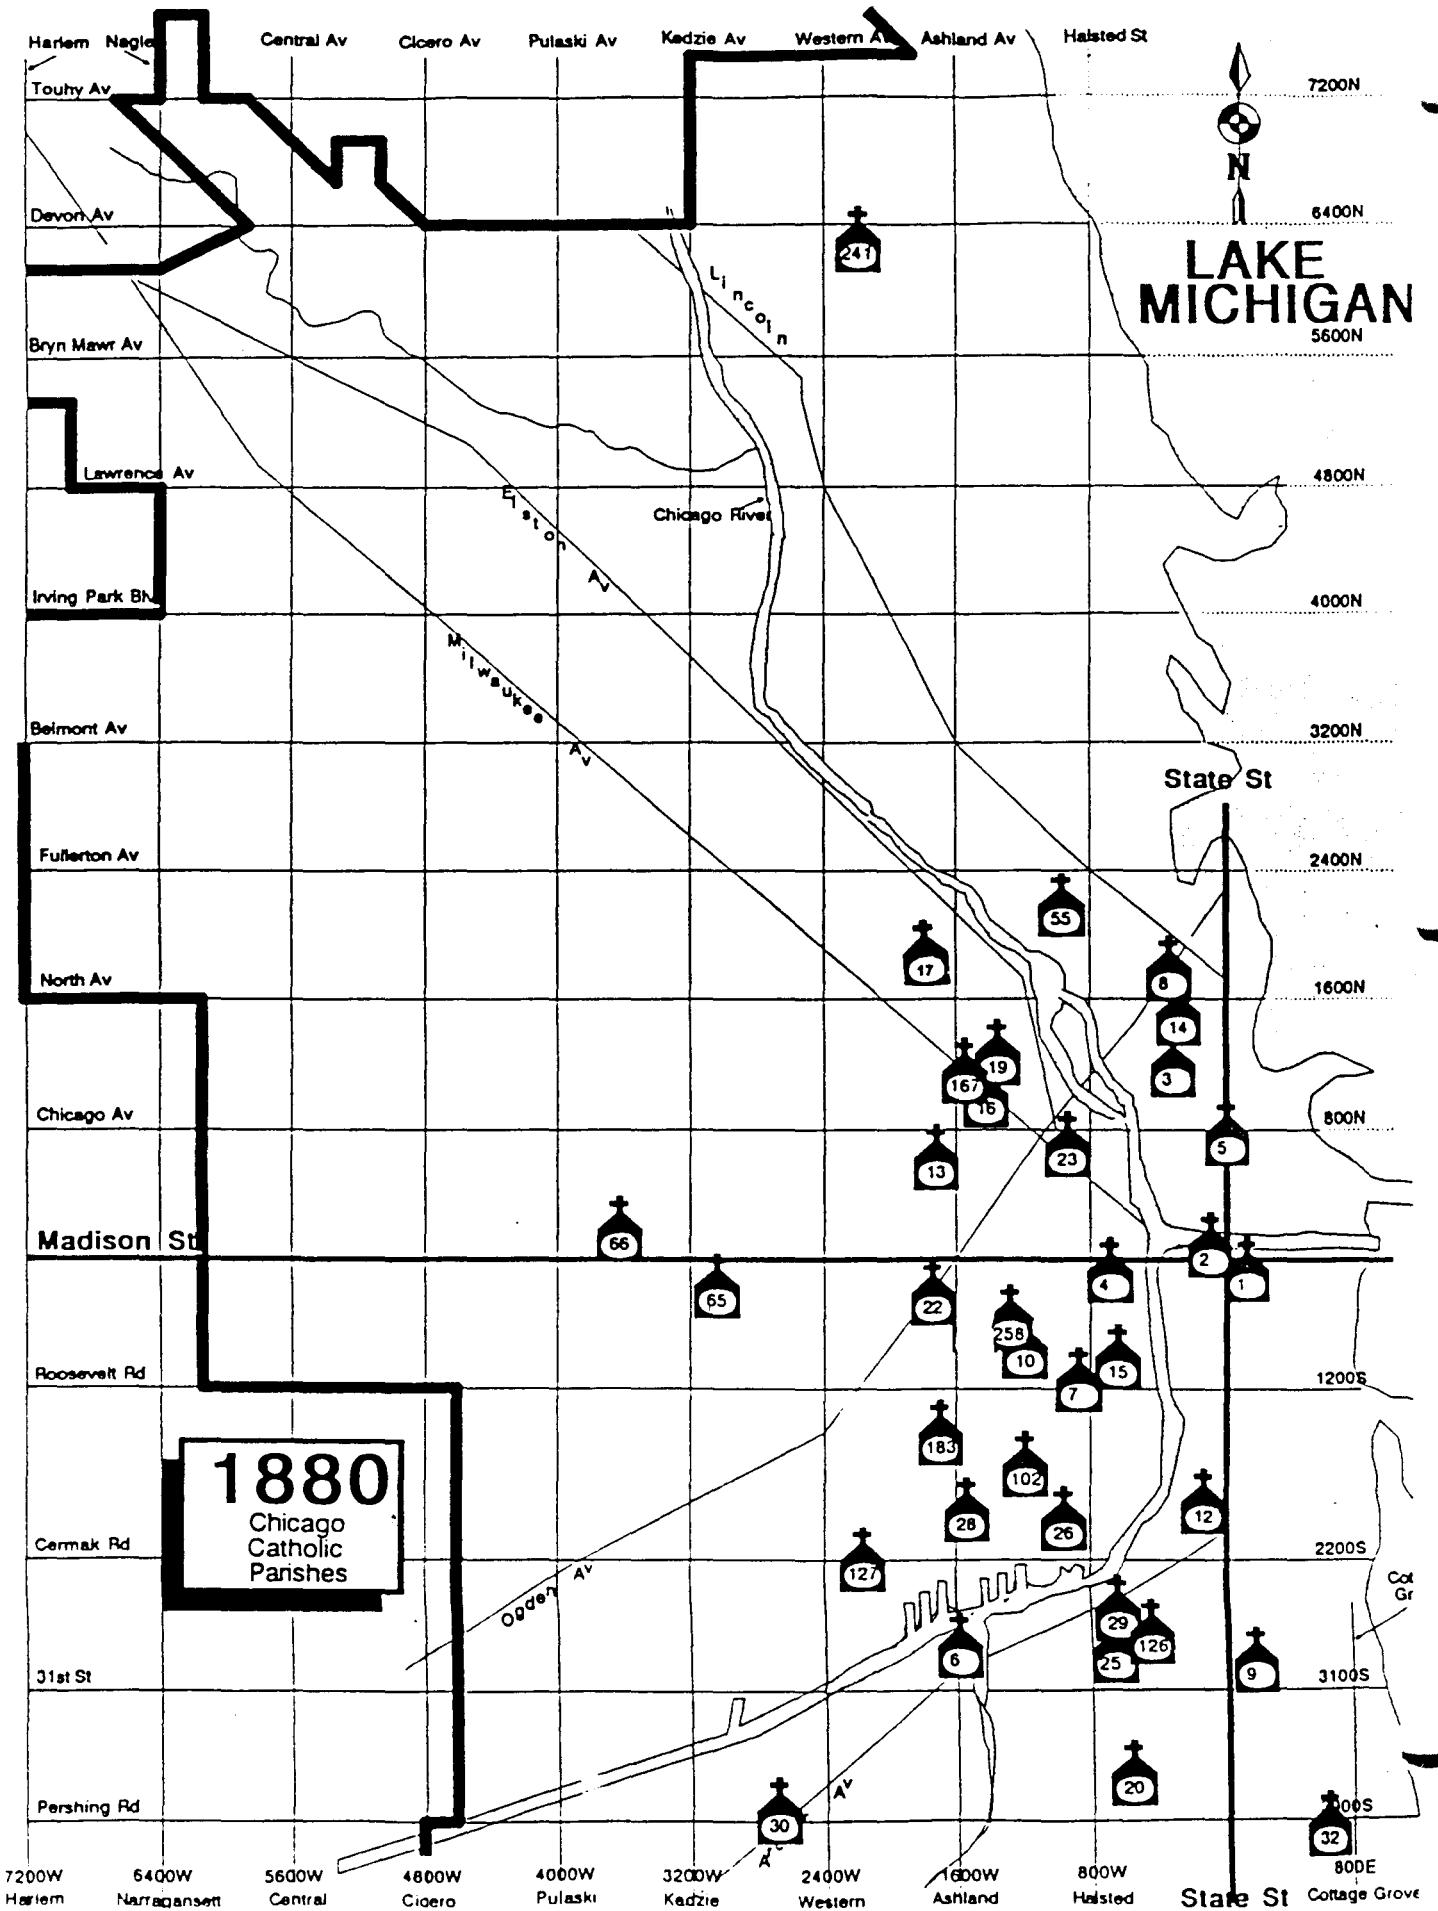 Harlem Nagle Central Av Cicero Av Pulaski Av Kedzie Av Western Av Ashland Av Halsted St
Touhy Av 7200N
N
Devon Av 6400N
241
LAKE
MICHIGAN
Lincoln
Bryn Mawr Av 5600N
Lawrence Av 4800N
Elston Av
Chicago River
Irving Park Blv 4000N
Milwaukee Av
Belmont Av 3200N
State St
Fullerton Av 2400N
55
17
8
North Av 1600N
14
19
3
167
16
Chicago Av 800N
5
23
13
Madison St
66
2
4
1
65
22
258
10
15
Roosevelt Rd 1200S
7
183
102
1880
Chicago
Catholic
Parishes
28
12
26
Cermak Rd 2200S
127
Ogden Av
Cot
Gr
29
126
6
25
9
31st St 3100S
20
Av
Pershing Rd 00S
30
32
7200W 6400W 5600W 4800W 4000W 3200W 2400W 1600W 800W 800E
Harlem Narragansett Central Cicero Pulaski Kedzie Western Ashland Halsted State St Cottage Grove